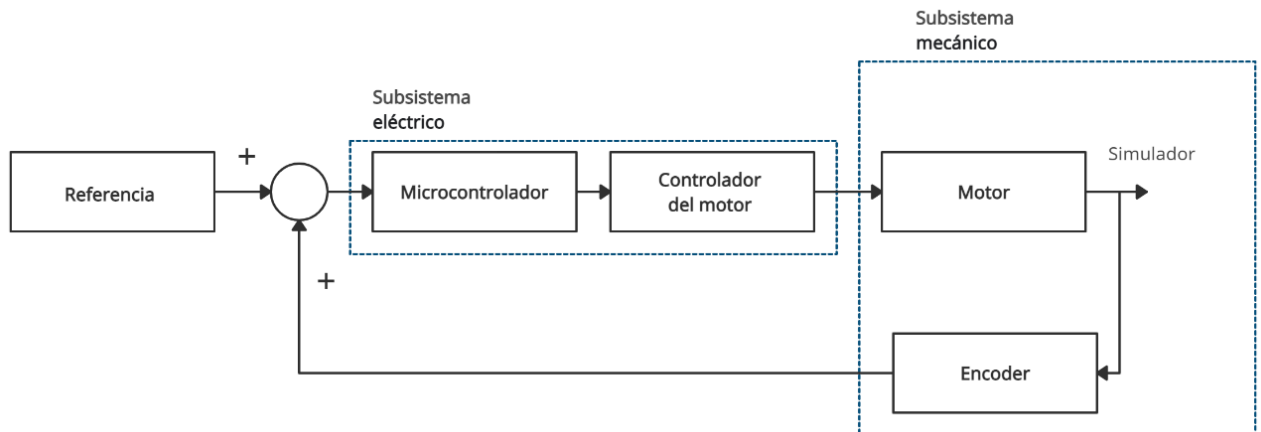 Subsistema
mecánico
Subsistema
eléctrico
Referencia
+
Microcontrolador
Controlador
del motor
Motor
Simulador
+
Encoder